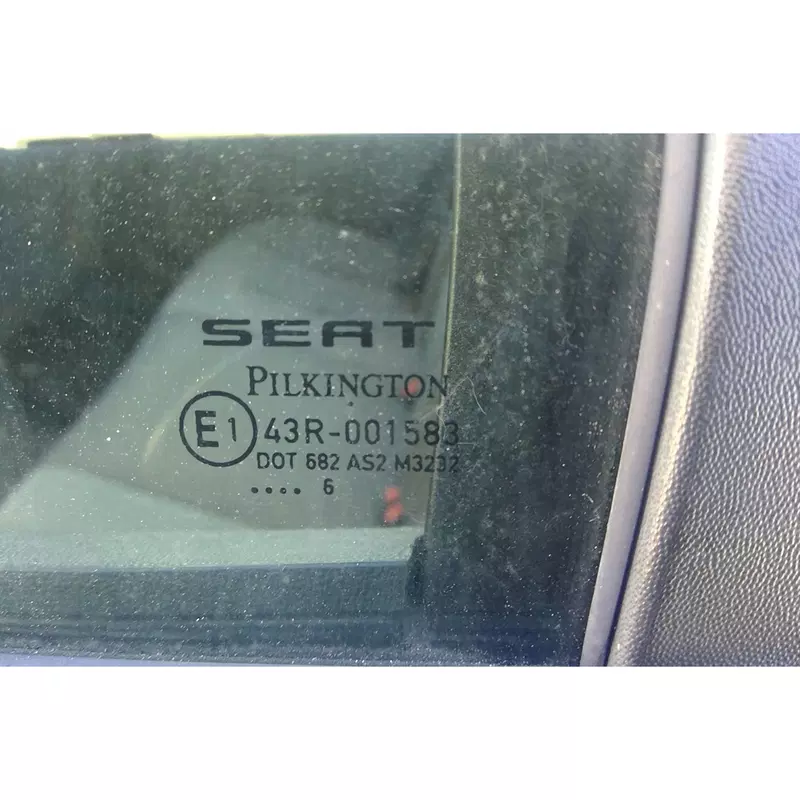 SEAT
PILKINGTON
E1 43R-001583
DOT 682 AS2 M3232
.... 6